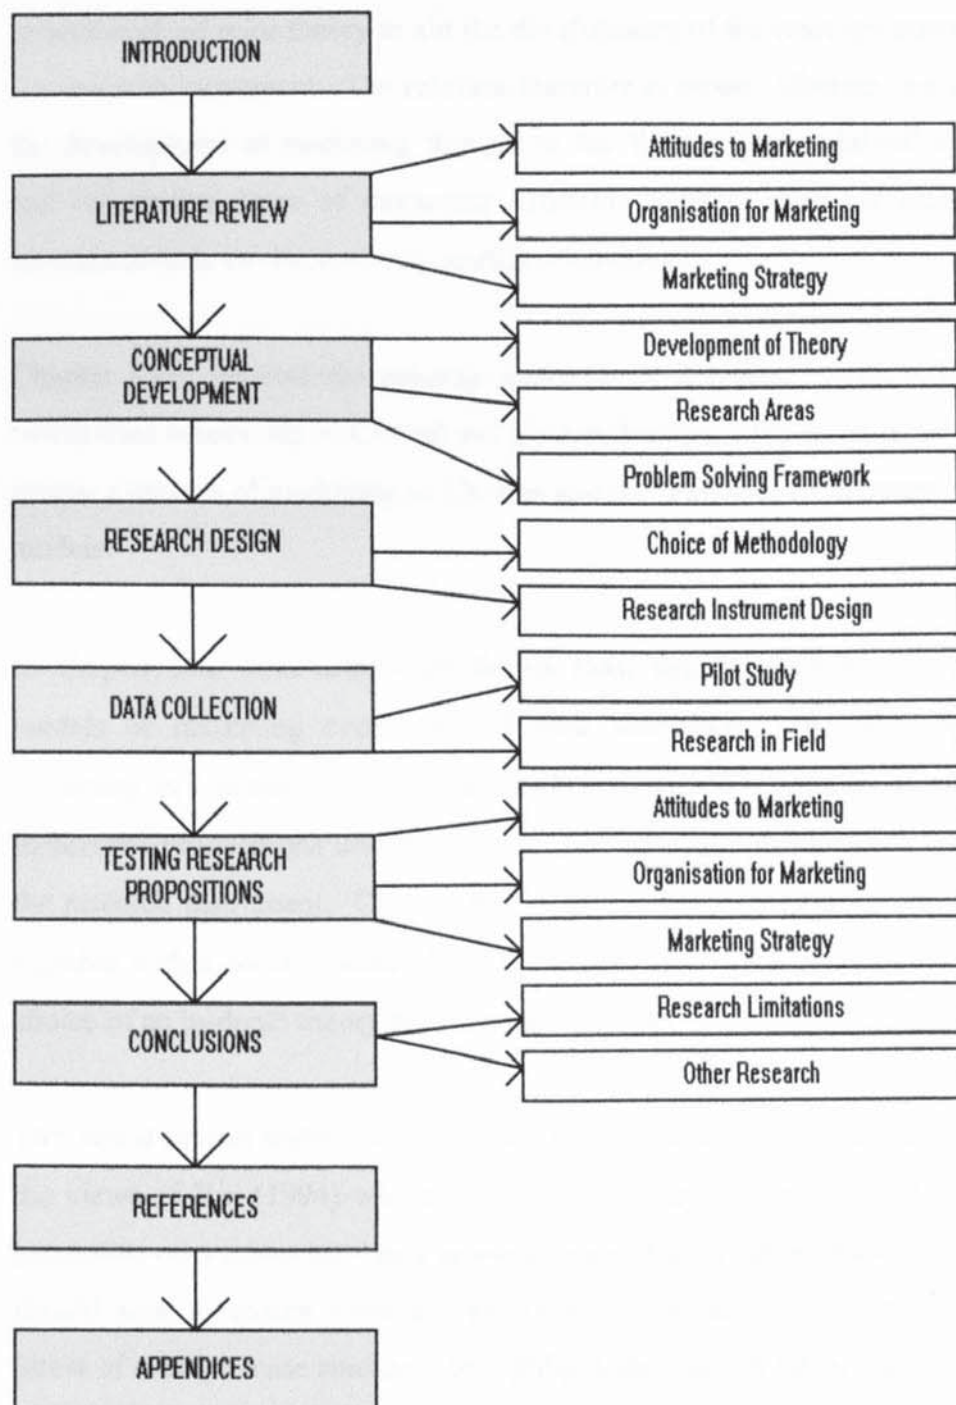 INTRODUCTION
LITERATURE REVIEW
Attitudes to Marketing
Organisation for Marketing
Marketing Strategy
CONCEPTUAL
DEVELOPMENT
Development of Theory
Research Areas
Problem Solving Framework
RESEARCH DESIGN
Choice of Methodology
Research Instrument Design
DATA COLLECTION
Pilot Study
Research in Field
TESTING RESEARCH
PROPOSITIONS
Attitudes to Marketing
Organisation for Marketing
Marketing Strategy
CONCLUSIONS
Research Limitations
Other Research
REFERENCES
APPENDICES